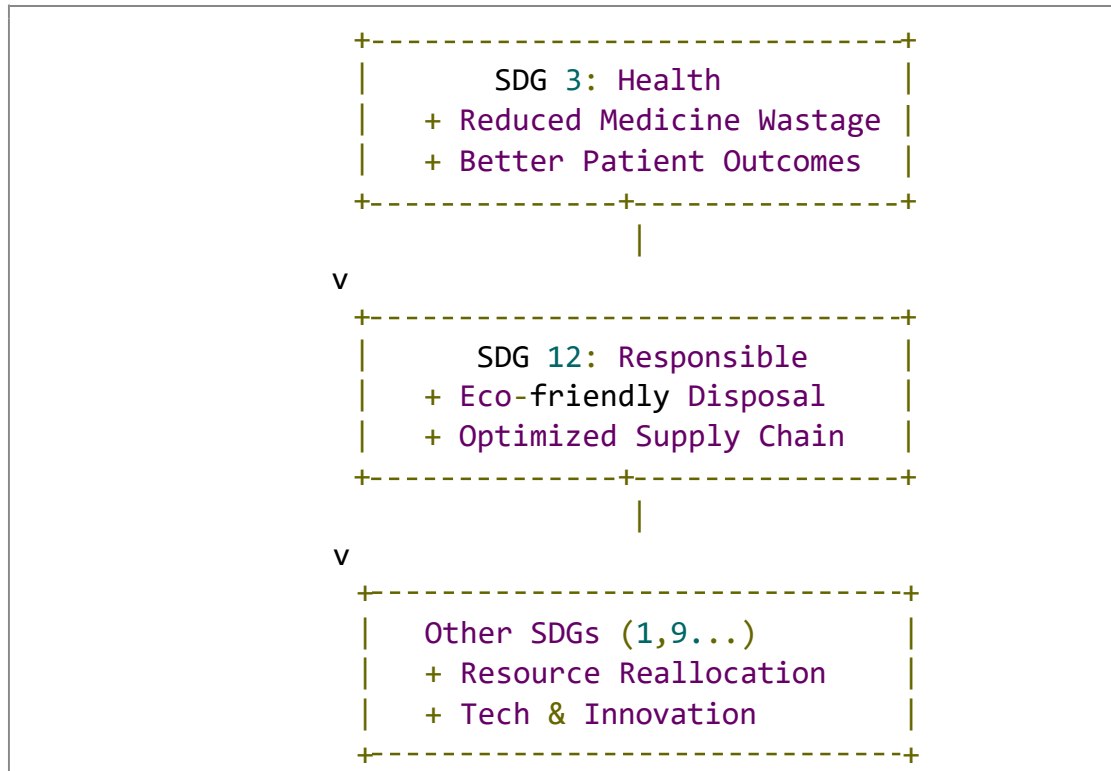 +------------------------------+
| SDG 3: Health |
| + Reduced Medicine Wastage |
| + Better Patient Outcomes |
+--------------+---------------+
|
v
+------------------------------+
| SDG 12: Responsible |
| + Eco-friendly Disposal |
| + Optimized Supply Chain |
+--------------+---------------+
|
v
+------------------------------+
| Other SDGs (1,9...) |
| + Resource Reallocation |
| + Tech & Innovation |
+------------------------------+